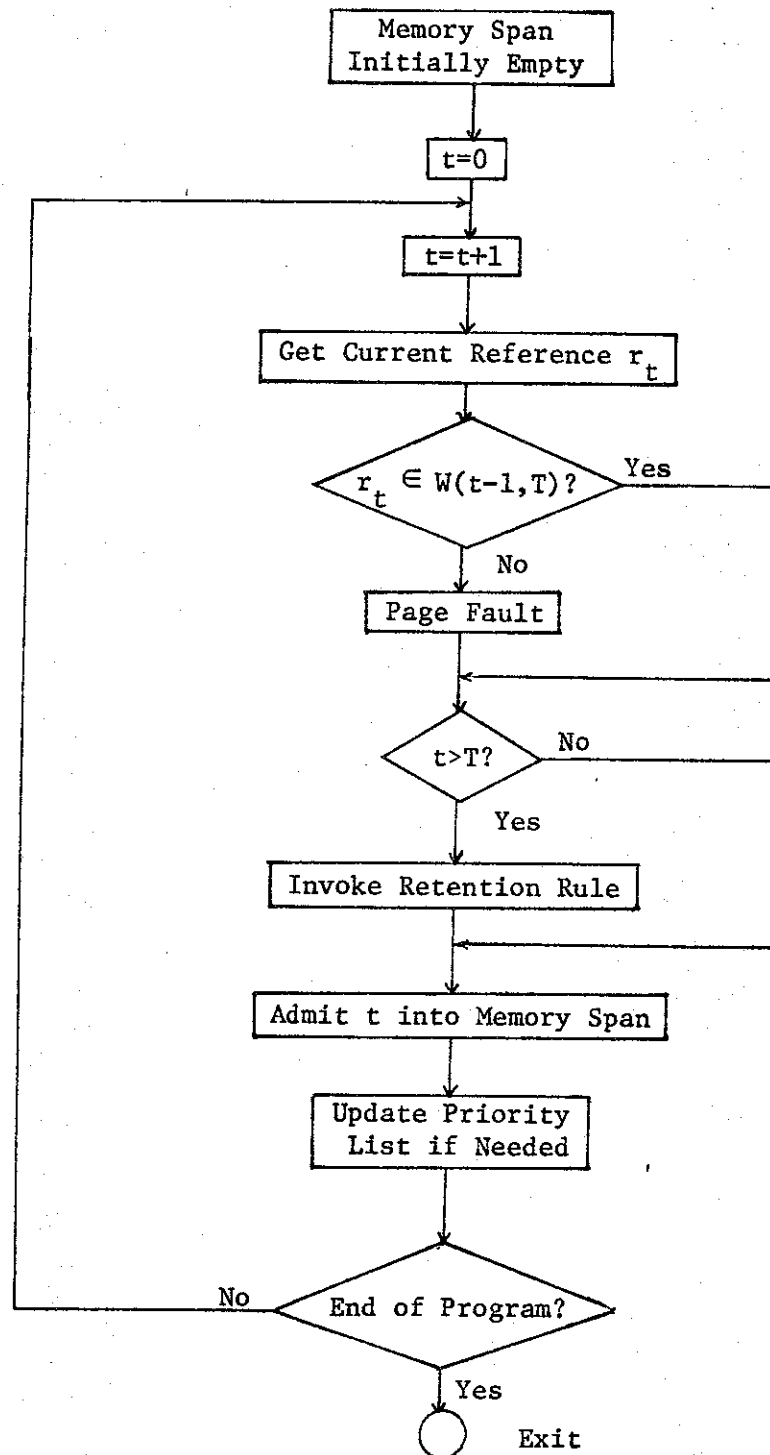 Memory Span
Initially Empty
t=0
t=t+1
Get Current Reference r_t
r_t ∈ W(t-1,T)?
Yes
No
Page Fault
t>T?
No
Yes
Invoke Retention Rule
Admit t into Memory Span
Update Priority
List if Needed
No
End of Program?
Yes
Exit